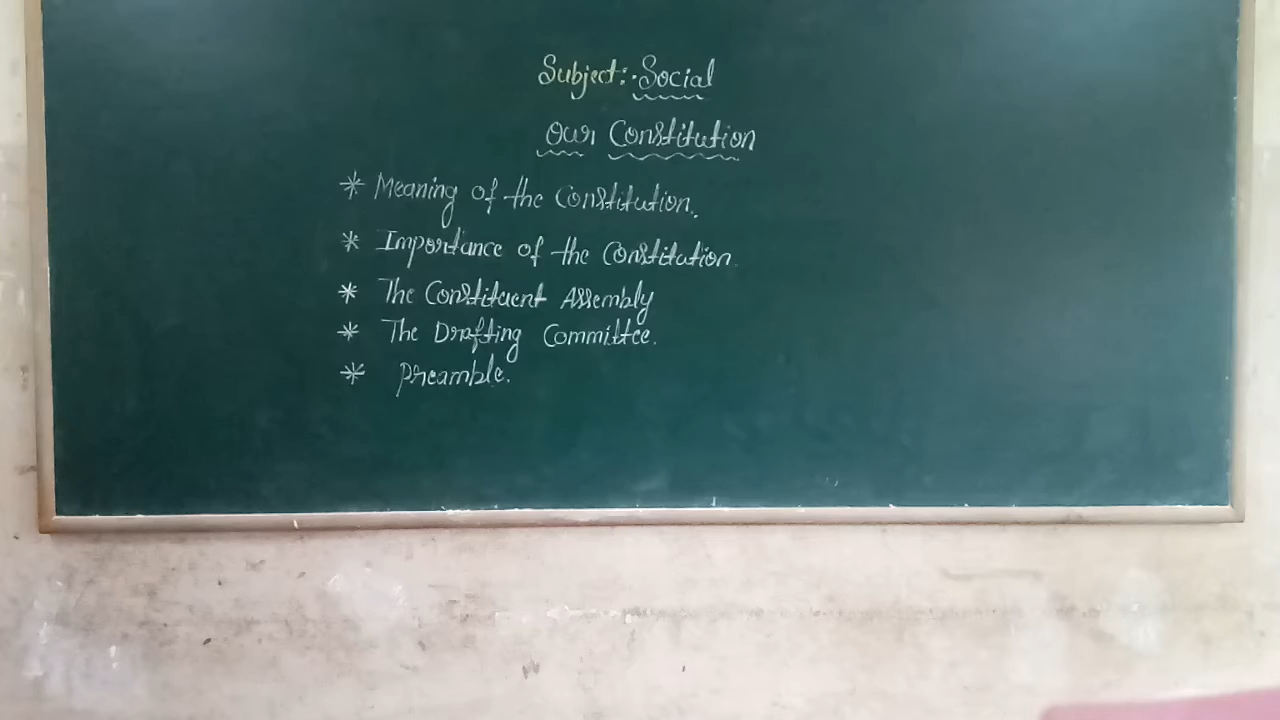 Subject:- Social
Our Constitution
* Meaning of the Constitution.
* Importance of the Constitution.
* The Constituent Assembly
* The Drafting Committee.
* Preamble.